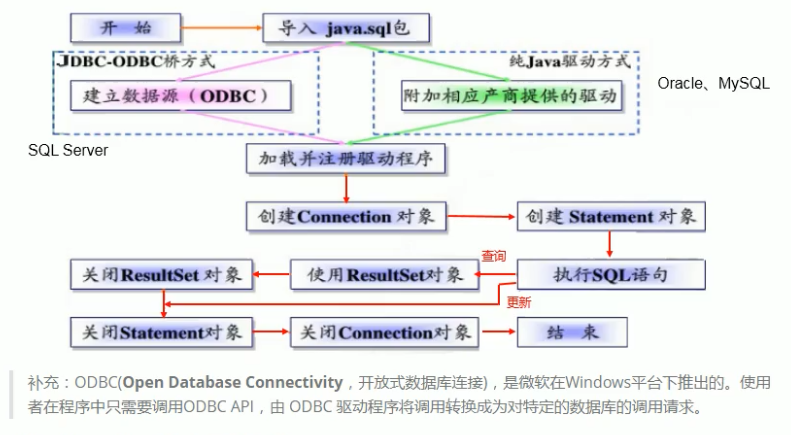 开 始
导入 java.sql包
JDBC-ODBC桥方式
纯Java驱动方式
建立数据源（ODBC）
附加相应产商提供的驱动
Oracle、MySQL
SQL Server
加载并注册驱动程序
创建Connection 对象
创建 Statement 对象
查询
关闭ResultSet 对象
使用ResultSet对象
执行SQL语句
更新
关闭Statement对象
关闭Connection对象
结 束
补充：ODBC(Open Database Connectivity，开放式数据库连接)，是微软在Windows平台下推出的。使用
者在程序中只需要调用ODBC API，由 ODBC 驱动程序将调用转换成为对特定的数据库的调用请求。